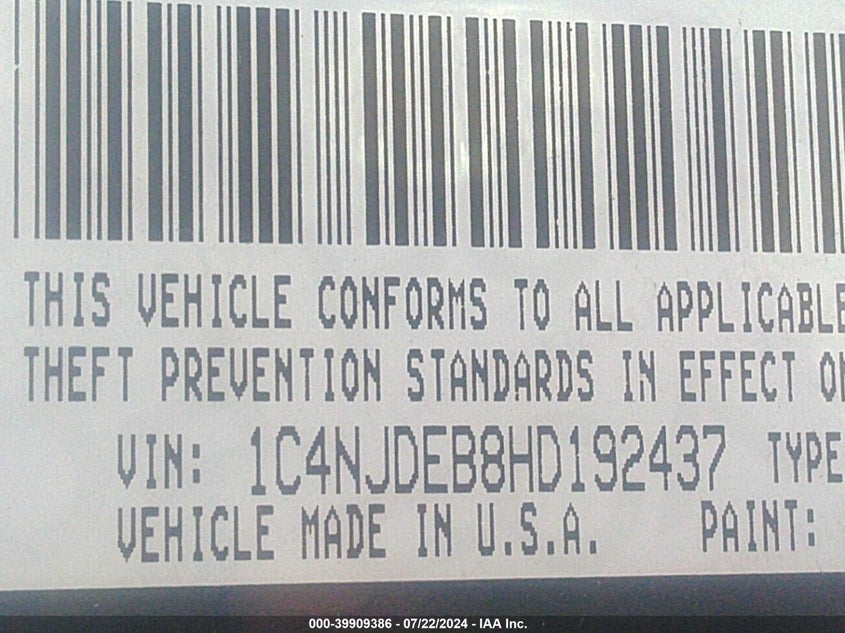 THIS VEHICLE CONFORMS TO ALL APPLICABLE
THEFT PREVENTION STANDARDS IN EFFECT ON
VIN: 1C4NJDEB8HD192437 TYPE
VEHICLE MADE IN U.S.A. PAINT:
000-39909386 - 07/22/2024 - IAA Inc.